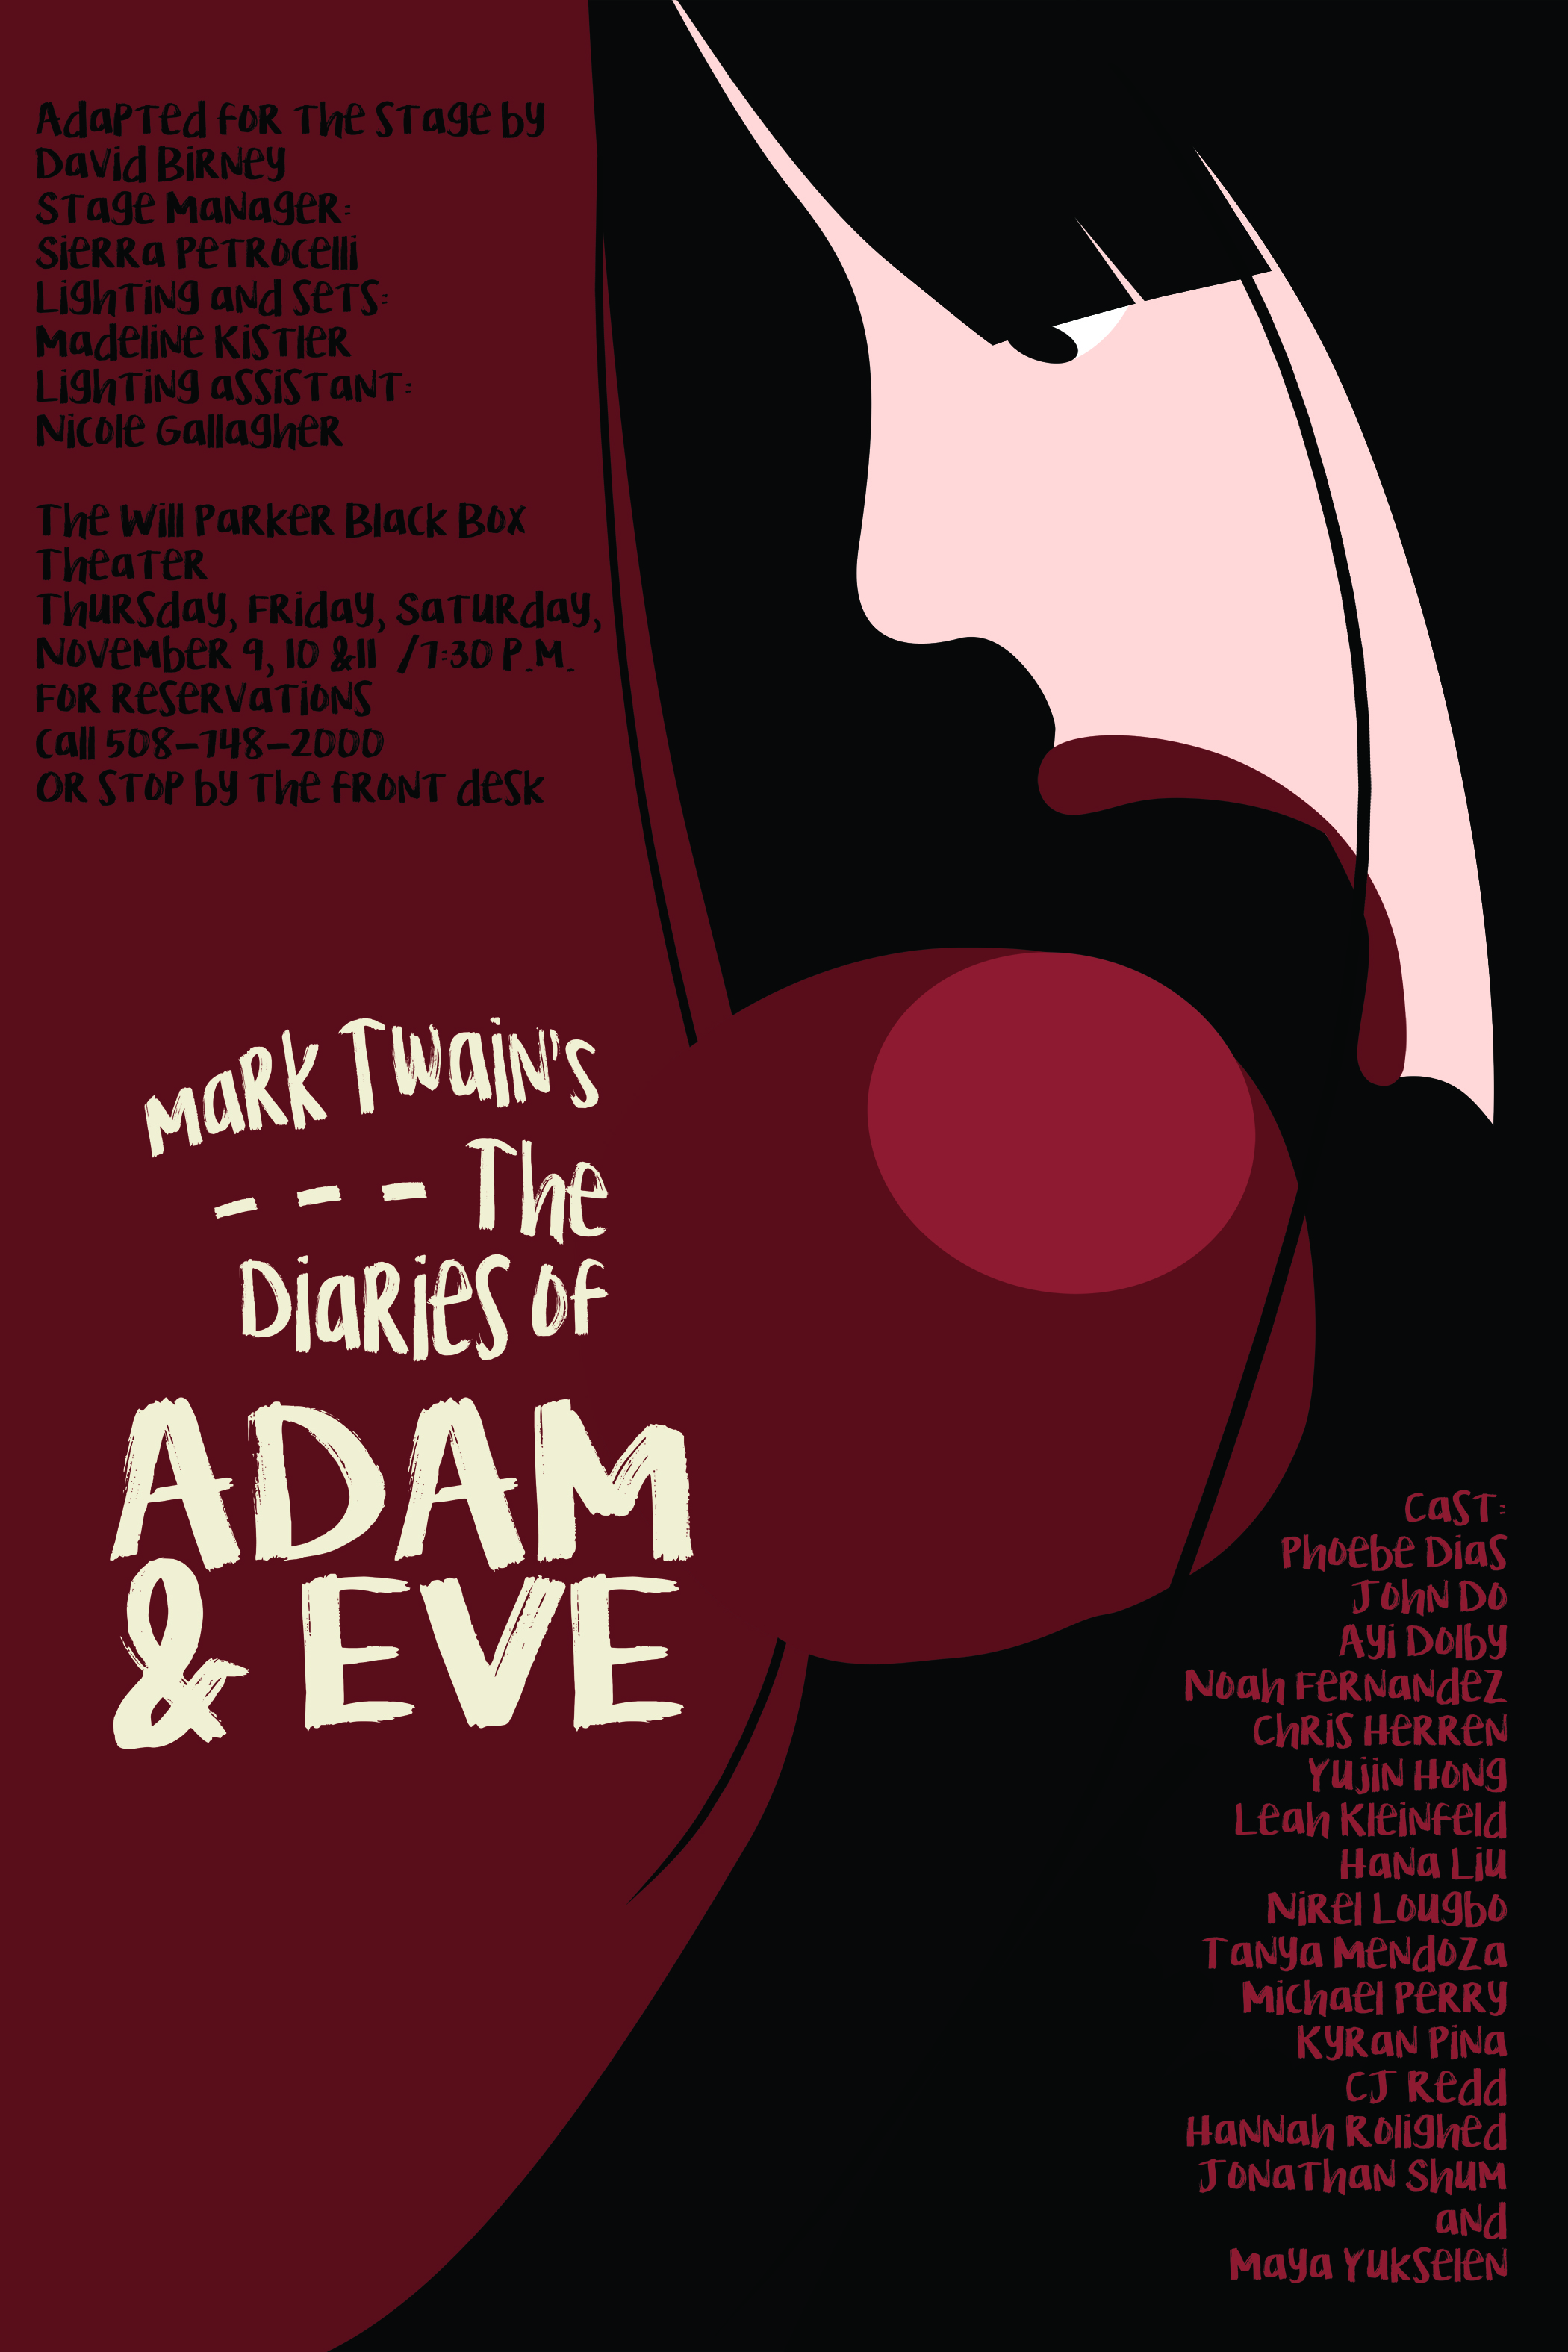 Adapted for the Stage by
David Birney
Stage Manager:
Sierra Petrocelli
Lighting and Sets:
Madeline Kistler
Lighting assistant:
Nicole Gallagher
The Will Parker Black Box
Theater
Thursday, Friday, Saturday,
November 9, 10 &11 /7:30 P.M.
For Reservations
Call 508-748-2000
or stop by the front desk
Mark Twain's
--- The
Diaries of
ADAM
& EVE
Cast:
Phoebe Dias
John Do
Ayi Dolby
Noah Fernandez
Chris Herren
Yujin Hong
Leah Kleinfeld
Hana Liu
Nirel Lougbo
Tanya Mendoza
Michael Perry
Kyran Pina
CJ Redd
Hannah Rolighed
Jonathan Shum
and
Maya Yukselen